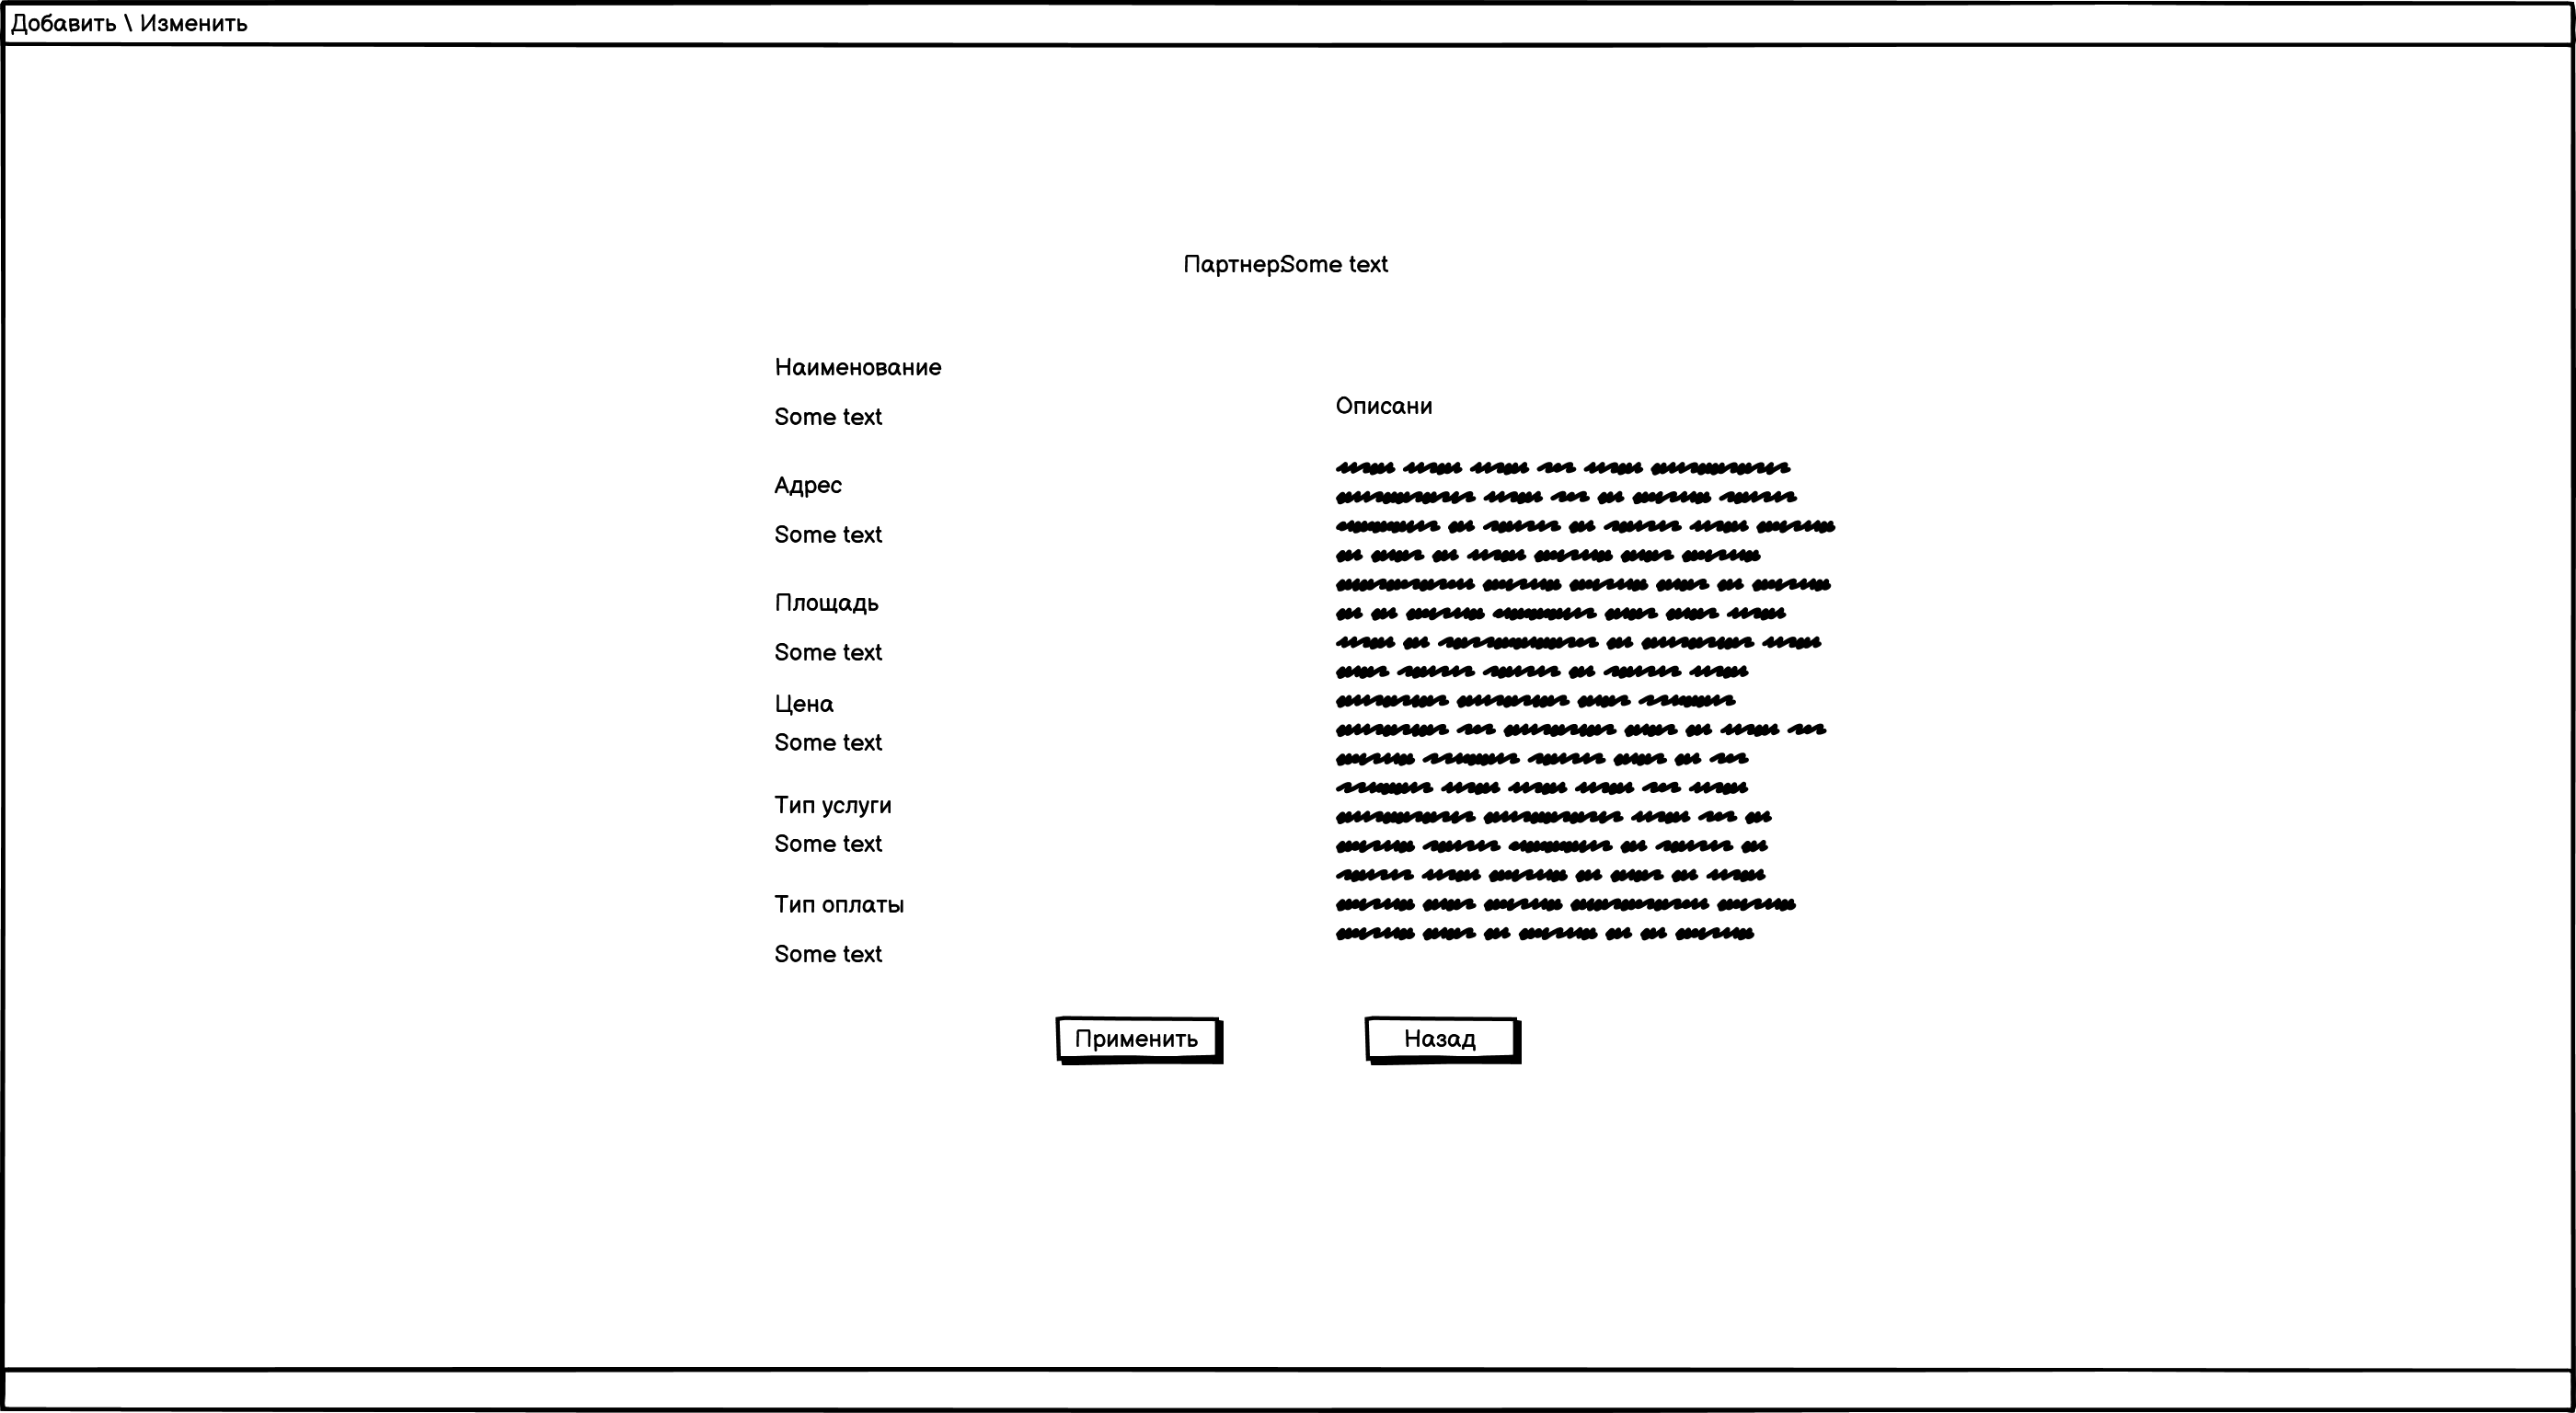 Добавить \ Изменить
ПартнерSome text
Наименование
Some text
Адрес
Some text
Площадь
Some text
Цена
Some text
Тип услуги
Some text
Тип оплаты
Some text
Описани
Применить
Назад